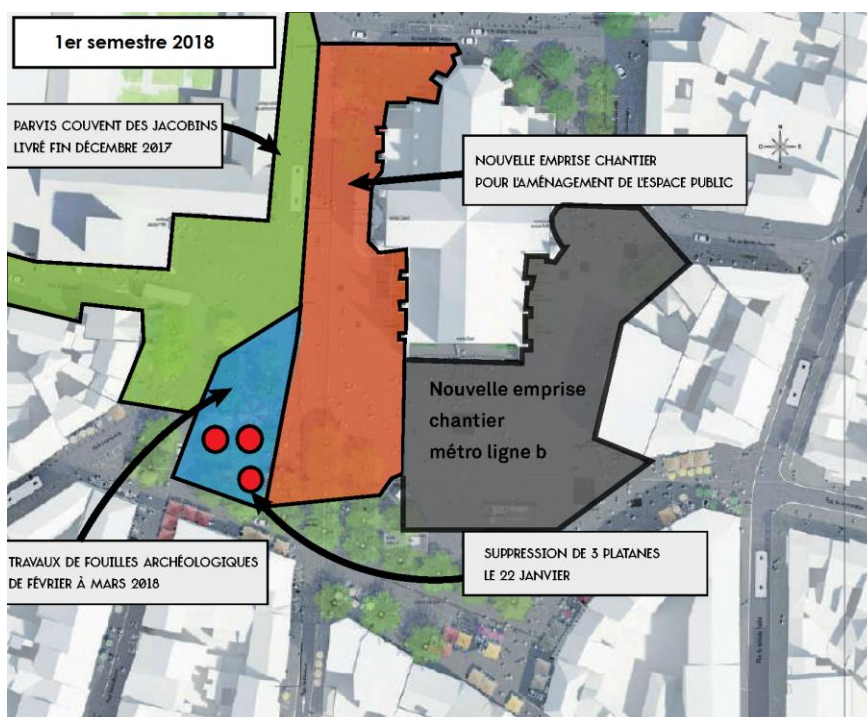 1er semestre 2018
PARVIS COUVENT DES JACOBINS
LIVRÉ FIN DÉCEMBRE 2017
NOUVELLE EMPRISE CHANTIER
POUR L'AMÉNAGEMENT DE L'ESPACE PUBLIC
N
O
E
S
Nouvelle emprise
chantier
métro ligne b
TRAVAUX DE FOUILLES ARCHÉOLOGIQUES
DE FÉVRIER À MARS 2018
SUPPRESSION DE 3 PLATANES
LE 22 JANVIER